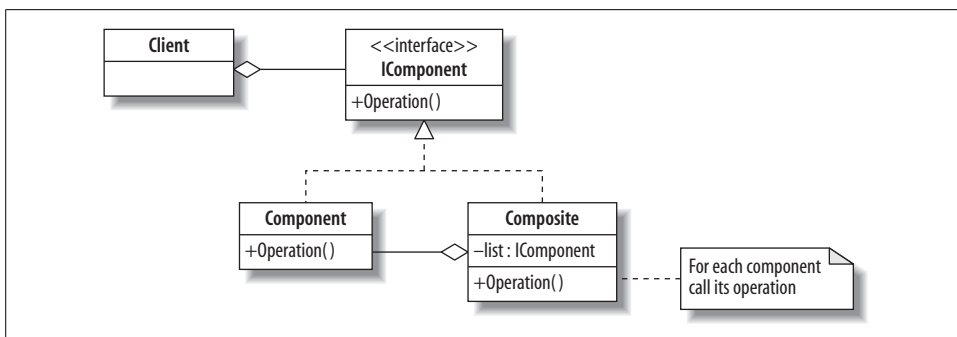 Client
<<interface>>
IComponent
+Operation()
Component
+Operation()
Composite
–list : IComponent
+Operation()
For each component
call its operation